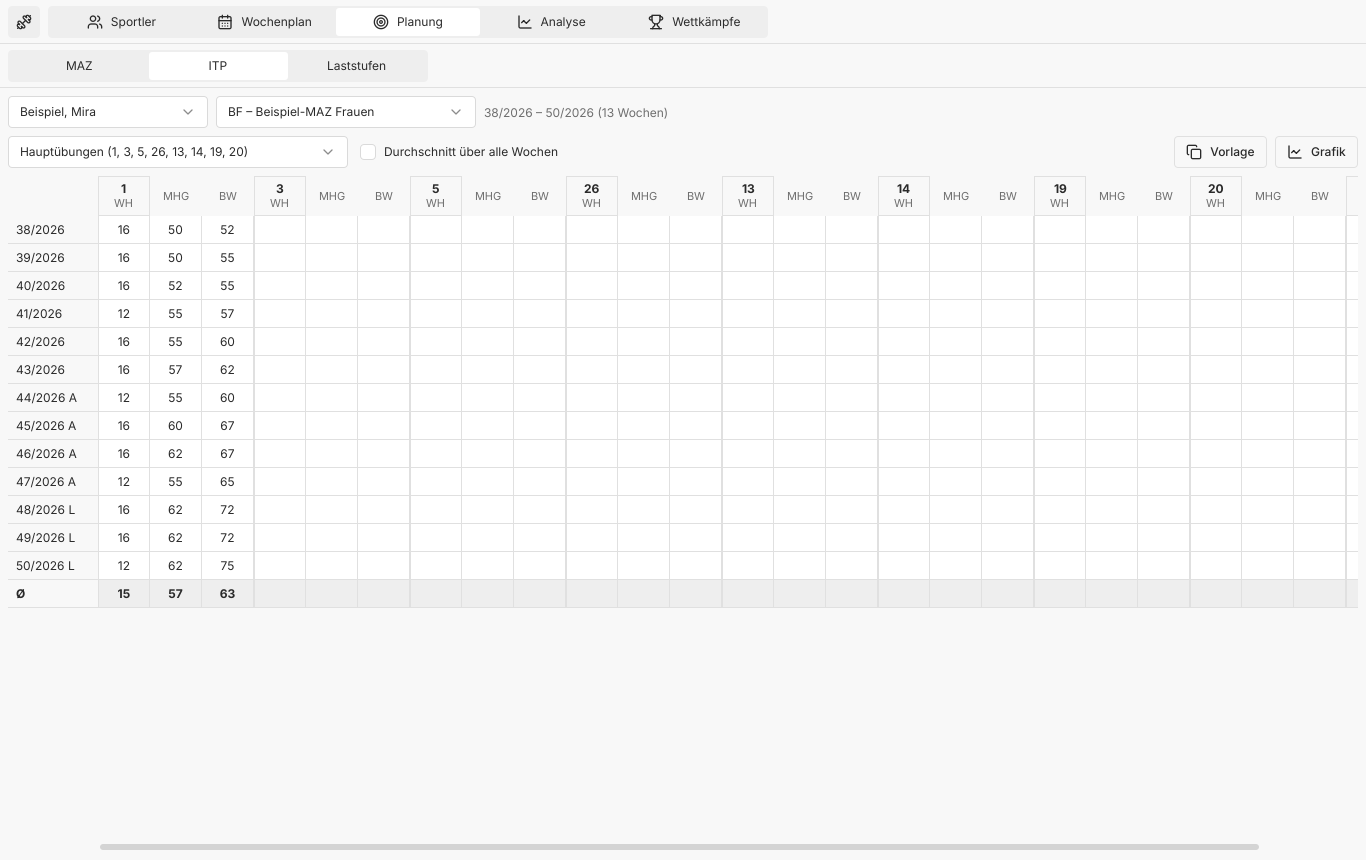 Sportler Wochenplan Planung Analyse Wettkämpfe
MAZ ITP Laststufen
Beispiel, Mira BF – Beispiel-MAZ Frauen 38/2026 – 50/2026 (13 Wochen)
Hauptübungen (1, 3, 5, 26, 13, 14, 19, 20) Durchschnitt über alle Wochen Vorlage Grafik
1 3 5 26 13 14 19 20
WH MHG BW WH MHG BW WH MHG BW WH MHG BW WH MHG BW WH MHG BW WH MHG BW WH MHG BW
38/2026 16 50 52
39/2026 16 50 55
40/2026 16 52 55
41/2026 12 55 57
42/2026 16 55 60
43/2026 16 57 62
44/2026 A 12 55 60
45/2026 A 16 60 67
46/2026 A 16 62 67
47/2026 A 12 55 65
48/2026 L 16 62 72
49/2026 L 16 62 72
50/2026 L 12 62 75
Ø 15 57 63